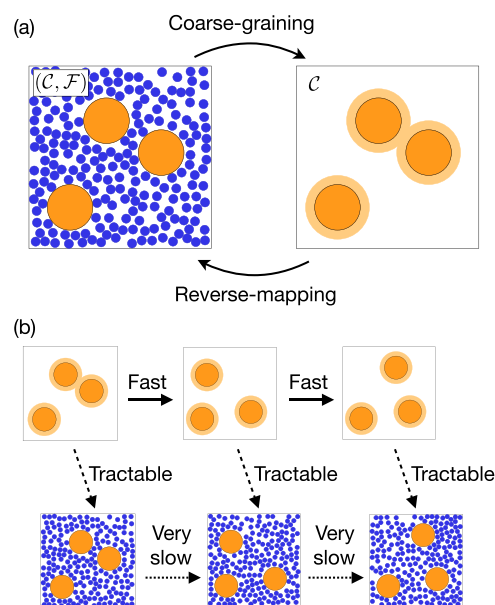 (a)
Coarse-graining
(𝒞, ℱ)
𝒞
Reverse-mapping
(b)
Fast
Fast
Tractable
Tractable
Tractable
Very
slow
Very
slow